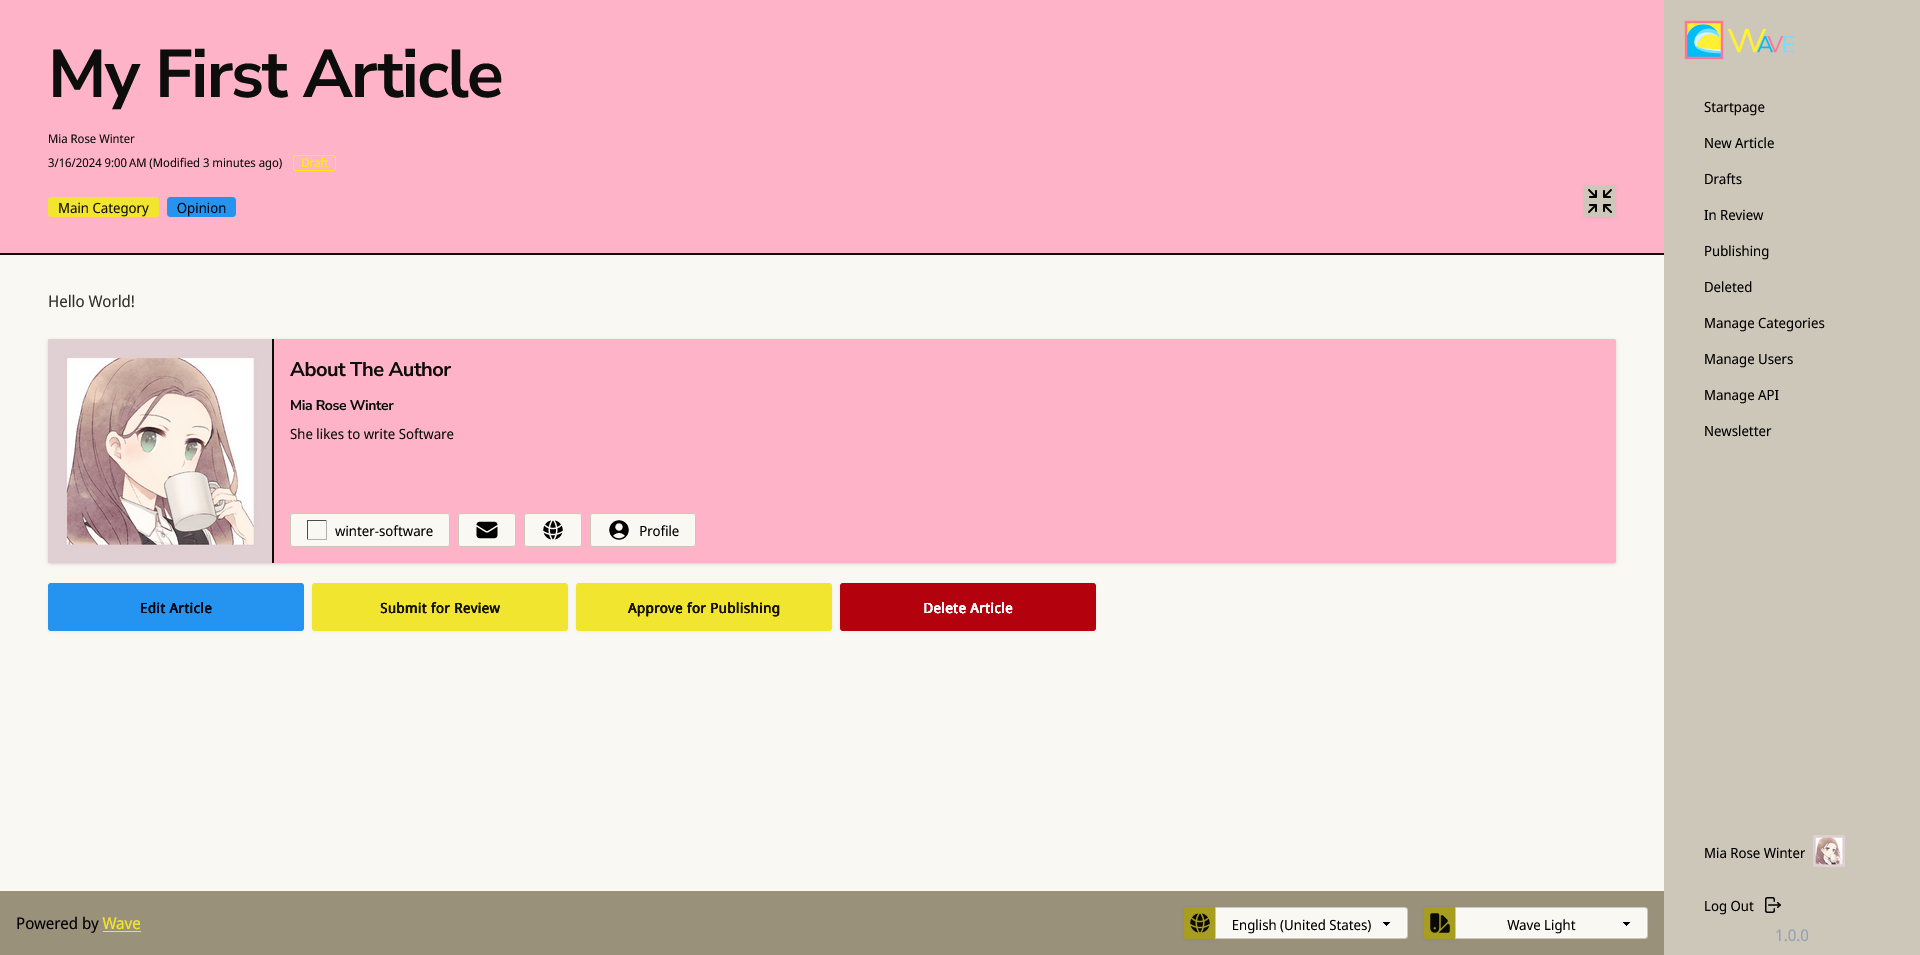 My First Article
Mia Rose Winter
3/16/2024 9:00 AM (Modified 3 minutes ago) Draft
Main Category Opinion
Hello World!
About The Author
Mia Rose Winter
She likes to write Software
winter-software Profile
Edit Article Submit for Review Approve for Publishing Delete Article
Powered by Wave
English (United States) Wave Light
WAVE
Startpage
New Article
Drafts
In Review
Publishing
Deleted
Manage Categories
Manage Users
Manage API
Newsletter
Mia Rose Winter
Log Out
1.0.0